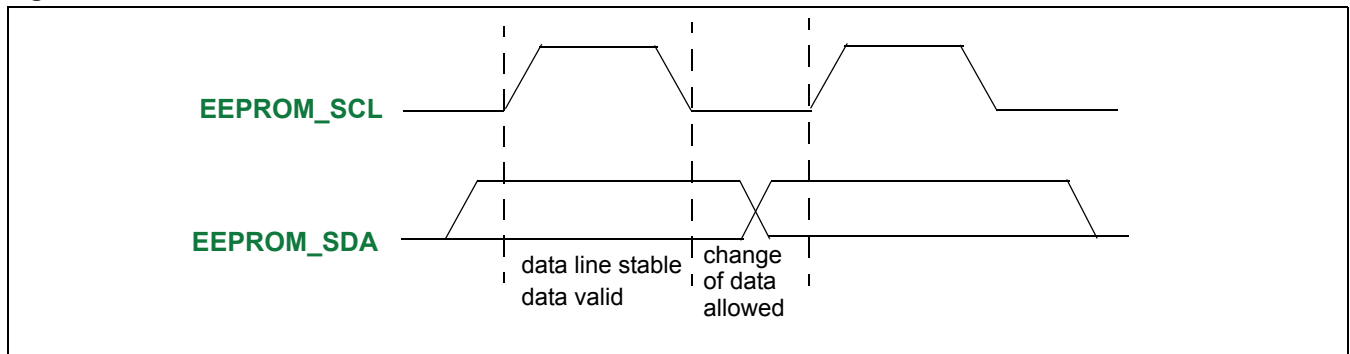 EEPROM_SCL
EEPROM_SDA
data line stable
data valid
change
of data
allowed